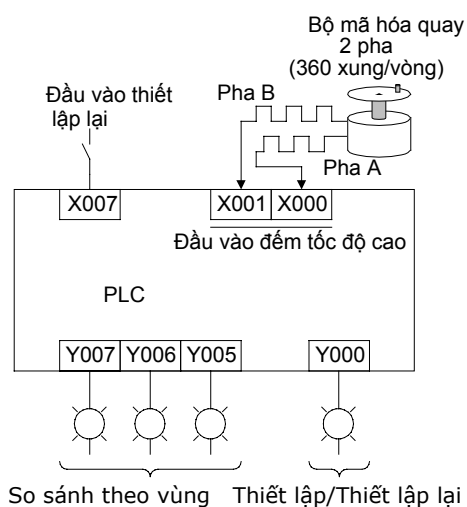 Bộ mã hóa quay
2 pha
(360 xung/vòng)
Đầu vào thiết
lập lại
Pha B
Pha A
X007
X001
X000
Đầu vào đếm tốc độ cao
PLC
Y007
Y006
Y005
Y000
So sánh theo vùng
Thiết lập/Thiết lập lại